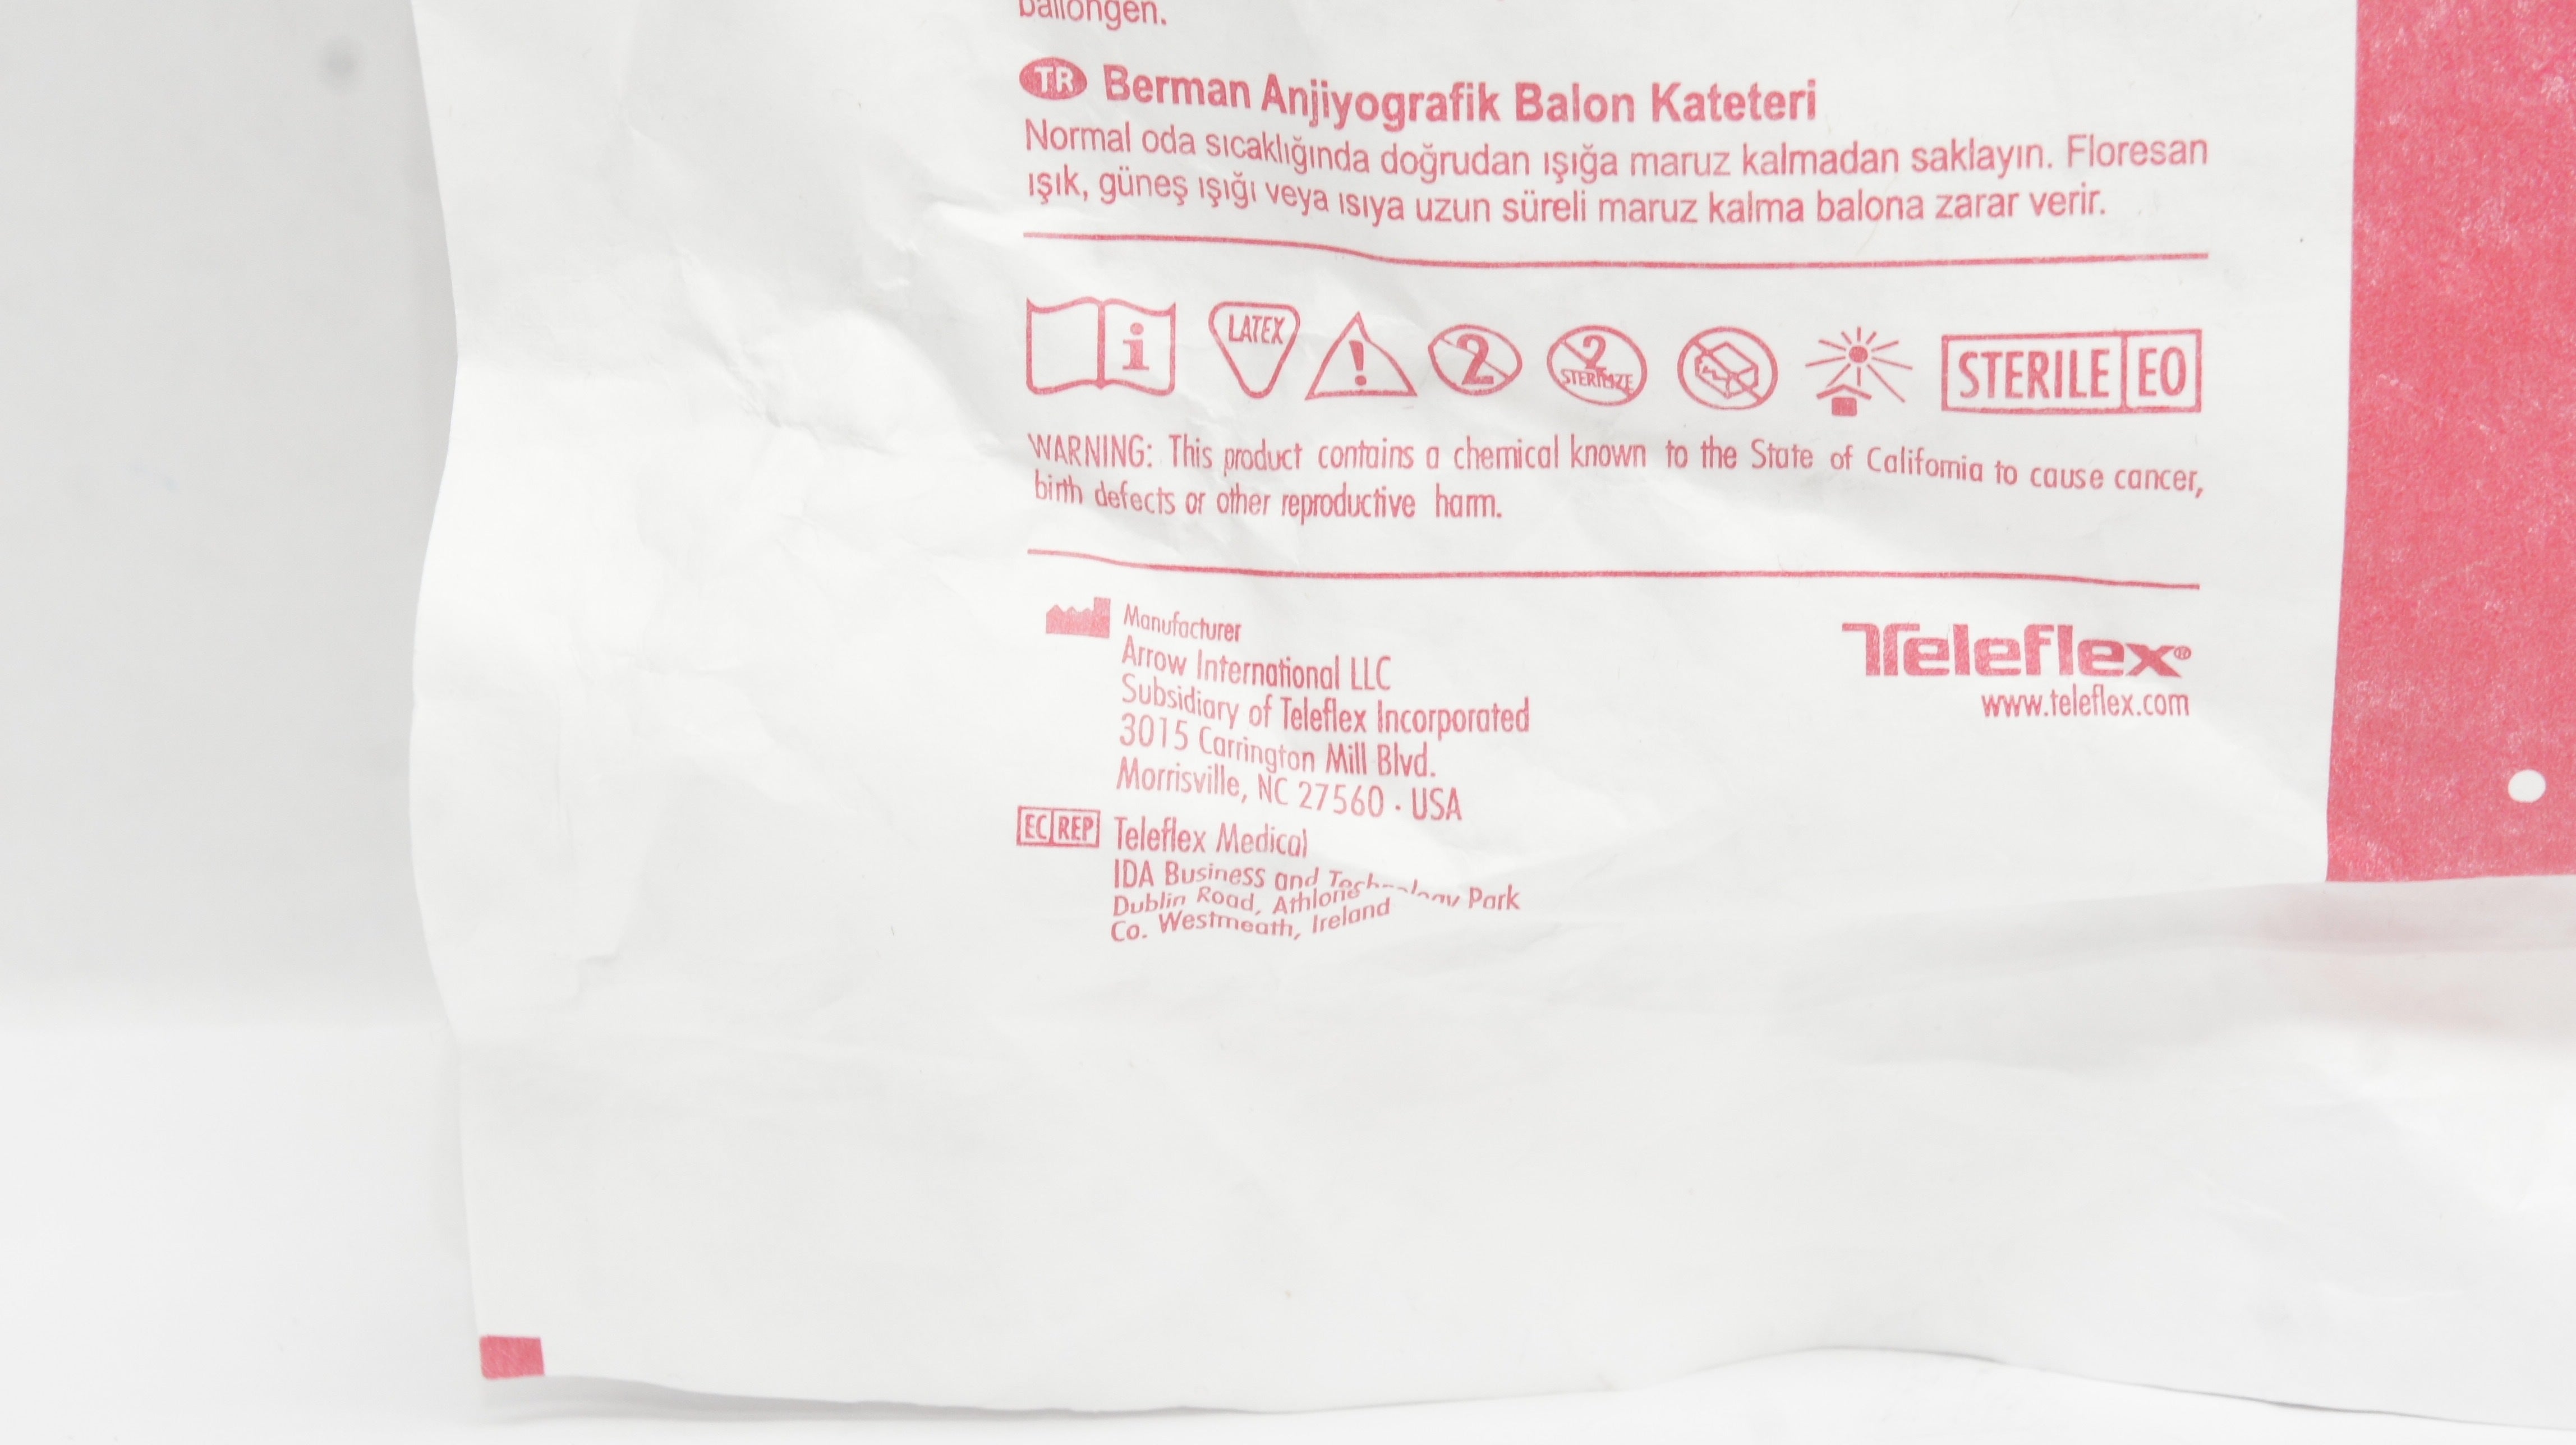 ballongen.
TR Berman Anjiyografik Balon Kateteri
Normal oda sıcaklığında doğrudan ışığa maruz kalmadan saklayın. Floresan
ışık, güneş ışığı veya ısıya uzun süreli maruz kalma balona zarar verir.
i LATEX ! 2 2 STERILIZE STERILE EO
WARNING: This product contains a chemical known to the State of California to cause cancer,
birth defects or other reproductive harm.
Manufacturer
Arrow International LLC
Subsidiary of Teleflex Incorporated
3015 Carrington Mill Blvd.
Morrisville, NC 27560 · USA
Teleflex®
www.teleflex.com
EC REP Teleflex Medical
IDA Business and Technology Park
Dublin Road, Athlone
Co. Westmeath, Ireland